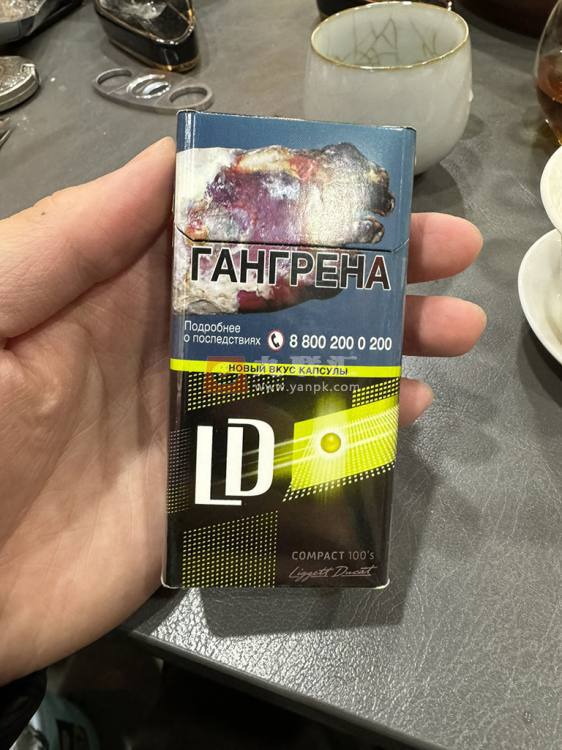 ГАНГРЕНА
Подробнее
о последствиях 8 800 200 0 200
НОВЫЙ ВКУС КАПСУЛЫ
www.yanpk.com
LD
COMPACT 100's
Liggett Ducat